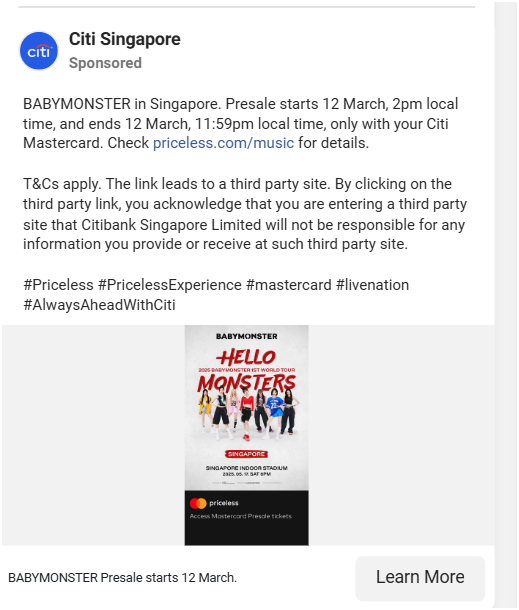 citi
Citi Singapore
Sponsored
BABYMONSTER in Singapore. Presale starts 12 March, 2pm local
time, and ends 12 March, 11:59pm local time, only with your Citi
Mastercard. Check priceless.com/music for details.
T&Cs apply. The link leads to a third party site. By clicking on the
third party link, you acknowledge that you are entering a third party
site that Citibank Singapore Limited will not be responsible for any
information you provide or receive at such third party site.
#Priceless #PricelessExperience #mastercard #livenation
#AlwaysAheadWithCiti
BABYMONSTER
HELLO
2025 BABYMONSTER 1ST WORLD TOUR
MONSTERS
SINGAPORE
SINGAPORE INDOOR STADIUM
2025. 05. 17. SAT 6PM
priceless
Access Mastercard Presale tickets.
BABYMONSTER Presale starts 12 March.
Learn More